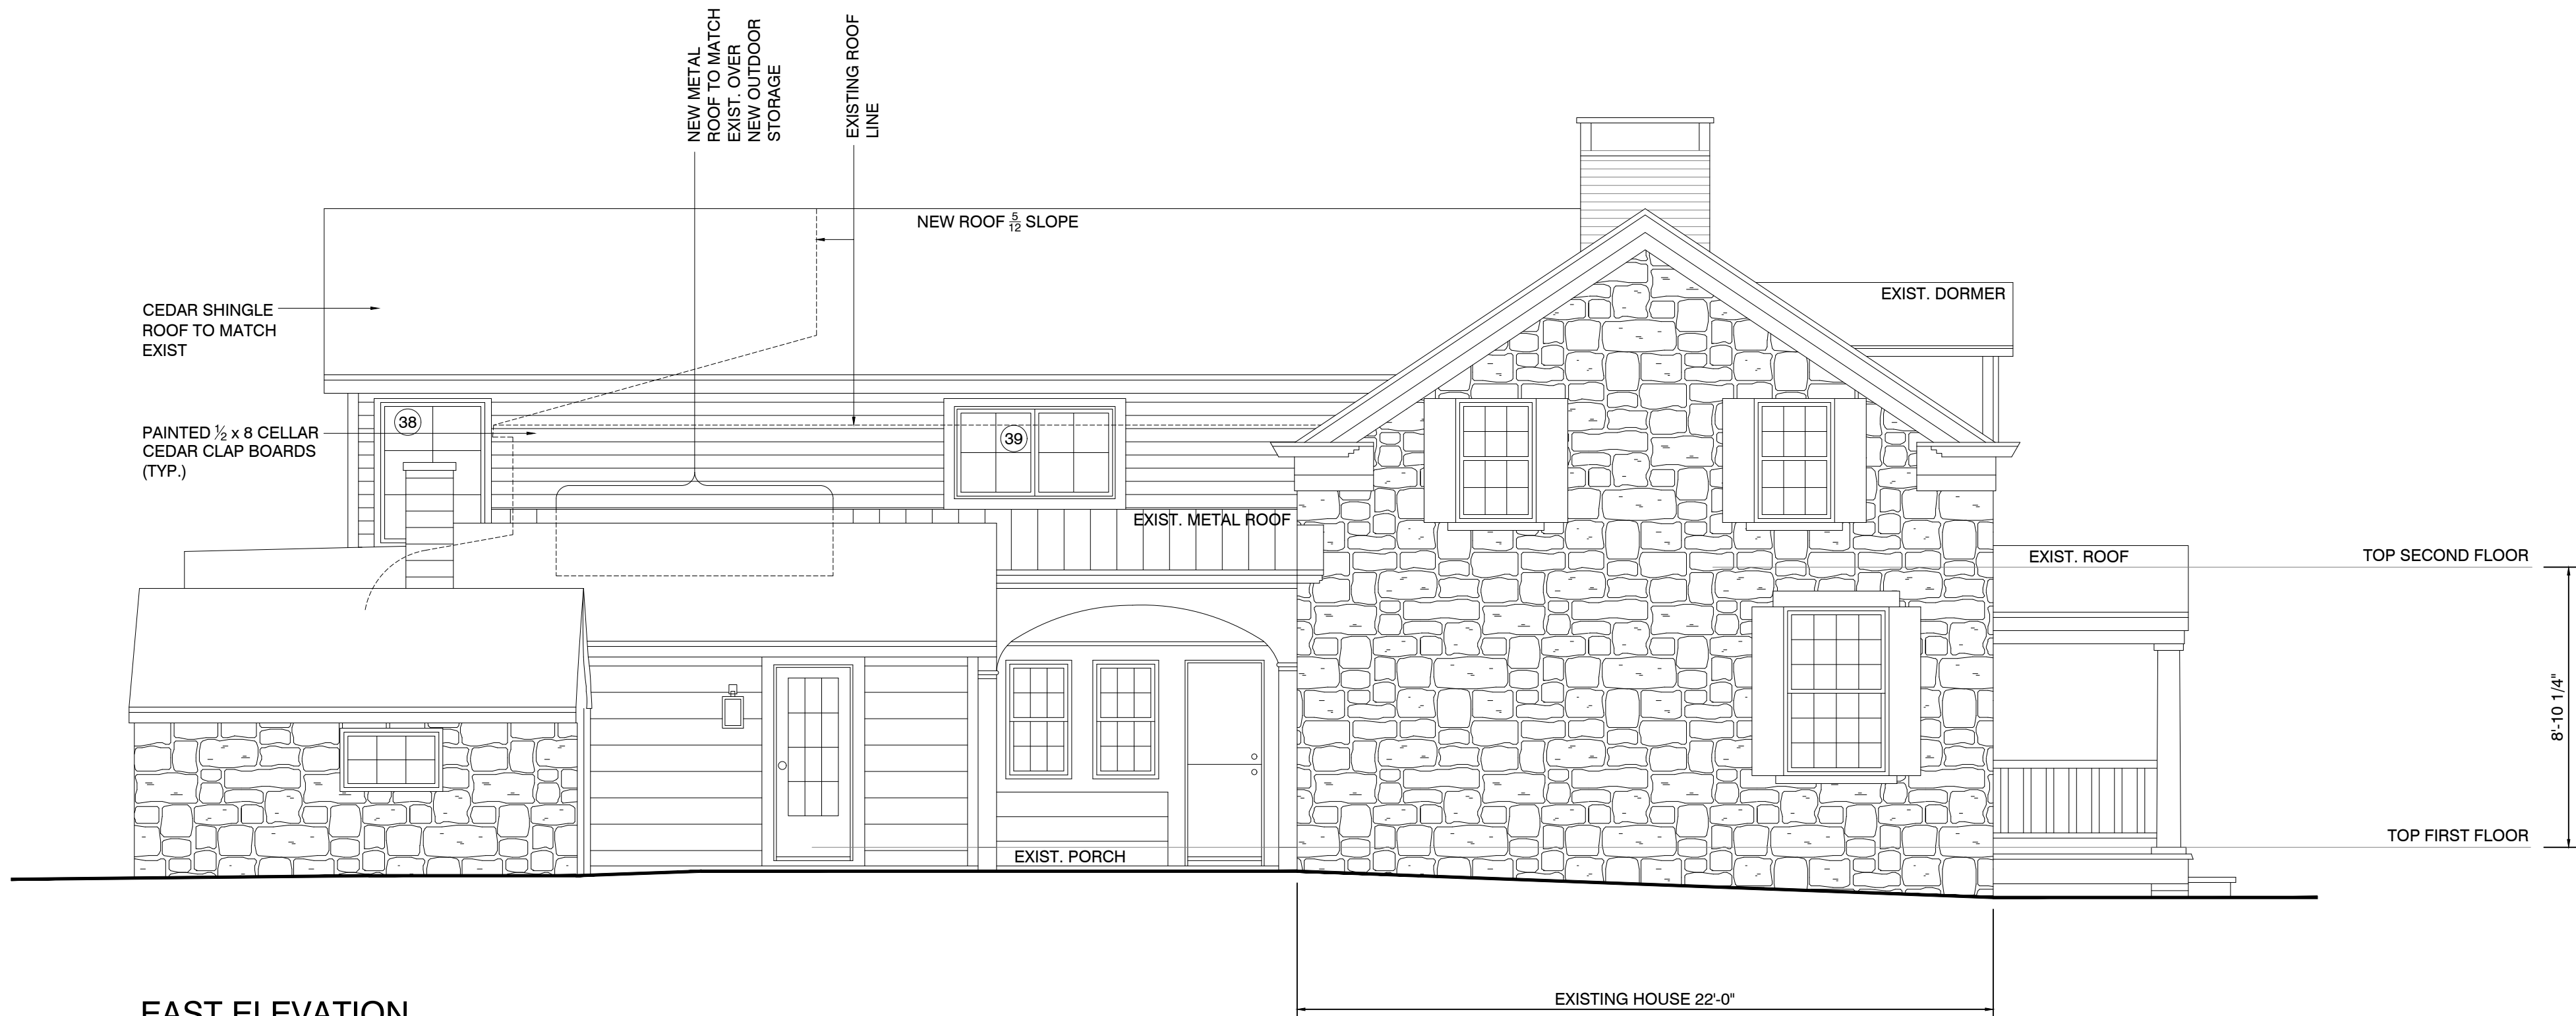 NEW METAL
ROOF TO MATCH
EXIST. OVER
NEW OUTDOOR
STORAGE
EXISTING ROOF
LINE
NEW ROOF 5/12 SLOPE
EXIST. DORMER
CEDAR SHINGLE
ROOF TO MATCH
EXIST
38
39
PAINTED ½ x 8 CELLAR
CEDAR CLAP BOARDS
(TYP.)
EXIST. METAL ROOF
EXIST. ROOF
TOP SECOND FLOOR
8'-10 1/4"
TOP FIRST FLOOR
EXIST. PORCH
EXISTING HOUSE 22'-0"
EAST ELEVATION